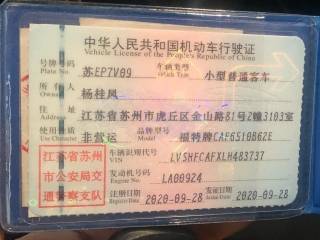 中华人民共和国机动车行驶证
Vehicle License of the People's Republic of China
号牌号码 苏EP7V09 车辆类型 小型普通客车
Plate No. Vehicle Type
所有人 杨桂凤
Owner
住址 江苏省苏州市虎丘区金山路81号2幢3103室
Address
使用性质 非营运 品牌型号 福特牌CAF6510B62E
Use Character Model
江苏省苏州
市公安局交
通警察支队
车辆识别代号 LVSHFCAFXLH483737
VIN
发动机号码 LA00924
Engine No.
注册日期 2020-09-28 发证日期 2020-09-28
Register Date Issue Date